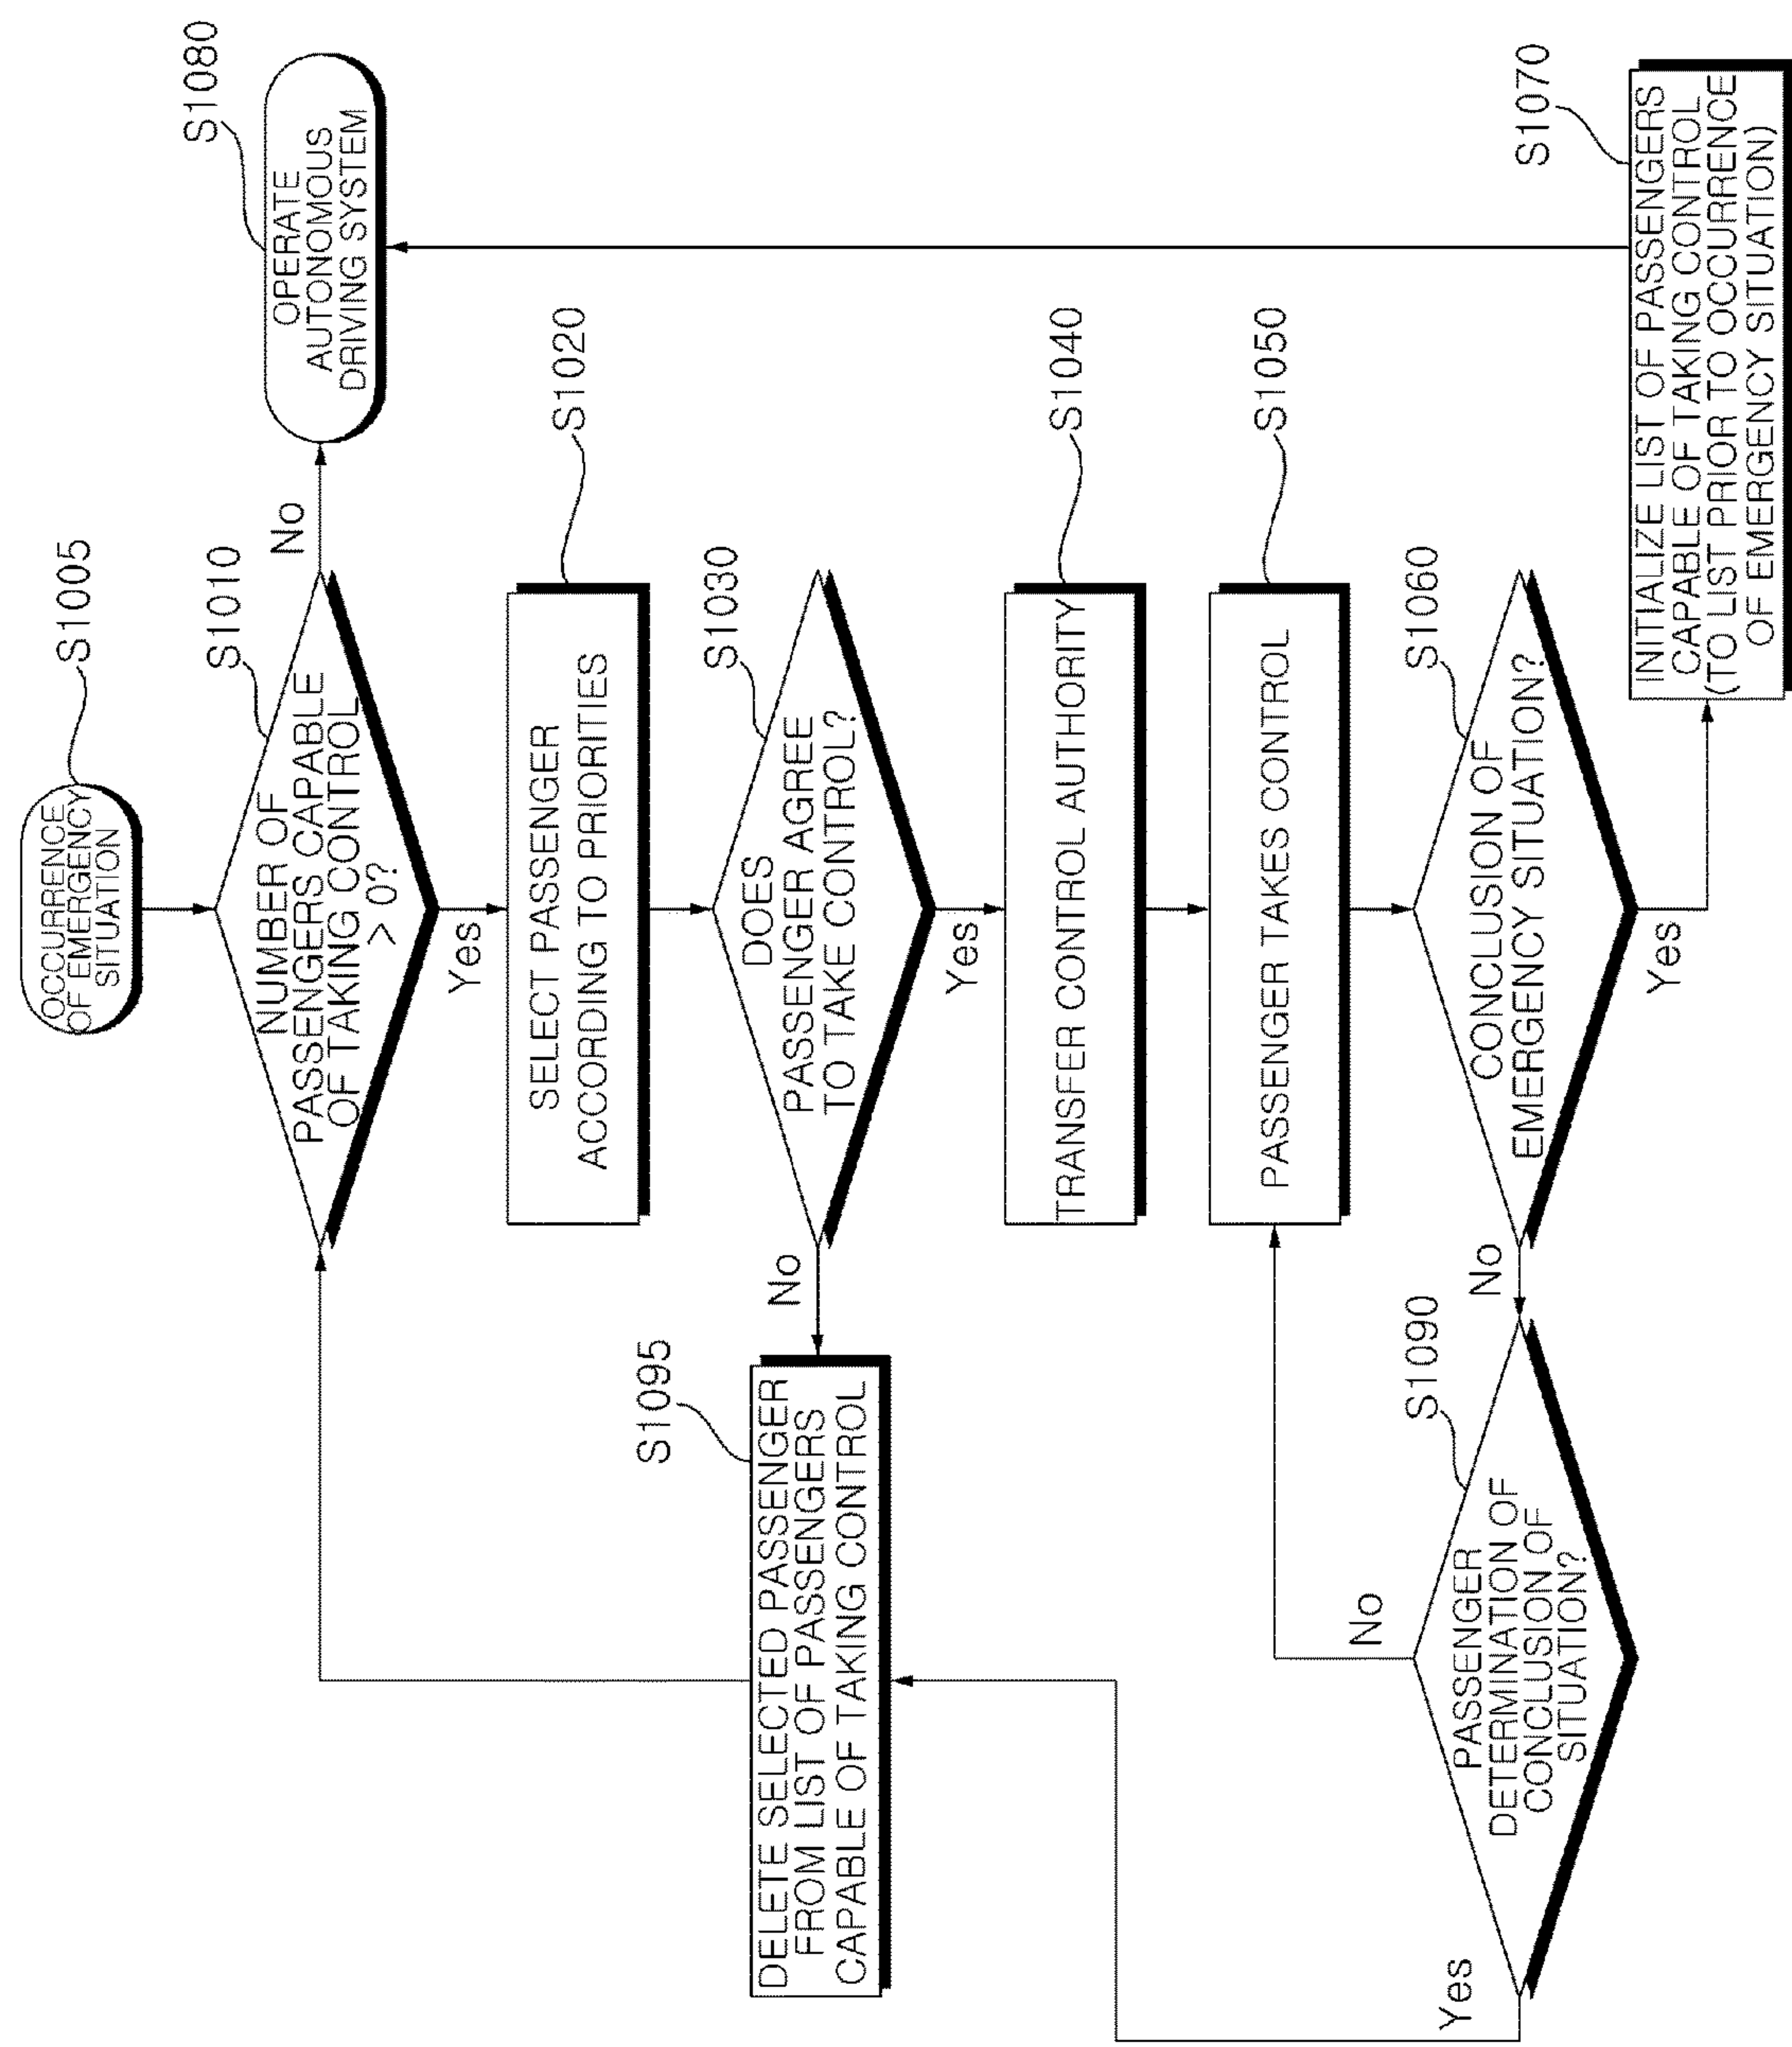 S1005
OCCURRENCE
OF EMERGENCY
SITUATION
S1010
NUMBER OF
PASSENGERS CAPABLE
OF TAKING CONTROL
> 0?
No
S1080
OPERATE
AUTONOMOUS
DRIVING SYSTEM
Yes
S1020
SELECT PASSENGER
ACCORDING TO PRIORITIES
S1030
DOES
PASSENGER AGREE
TO TAKE CONTROL?
No
S1095
DELETE SELECTED PASSENGER
FROM LIST OF PASSENGERS
CAPABLE OF TAKING CONTROL
Yes
S1040
TRANSFER CONTROL AUTHORITY
S1050
PASSENGER TAKES CONTROL
S1060
CONCLUSION OF
EMERGENCY SITUATION?
No
S1090
PASSENGER
DETERMINATION OF
CONCLUSION OF
SITUATION?
No
Yes
Yes
S1070
INITIALIZE LIST OF PASSENGERS
CAPABLE OF TAKING CONTROL
(TO LIST PRIOR TO OCCURRENCE
OF EMERGENCY SITUATION)